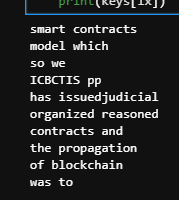 print(keys[ix])
smart contracts
model which
so we
ICBCTIS pp
has issuedjudicial
organized reasoned
contracts and
the propagation
of blockchain
was to